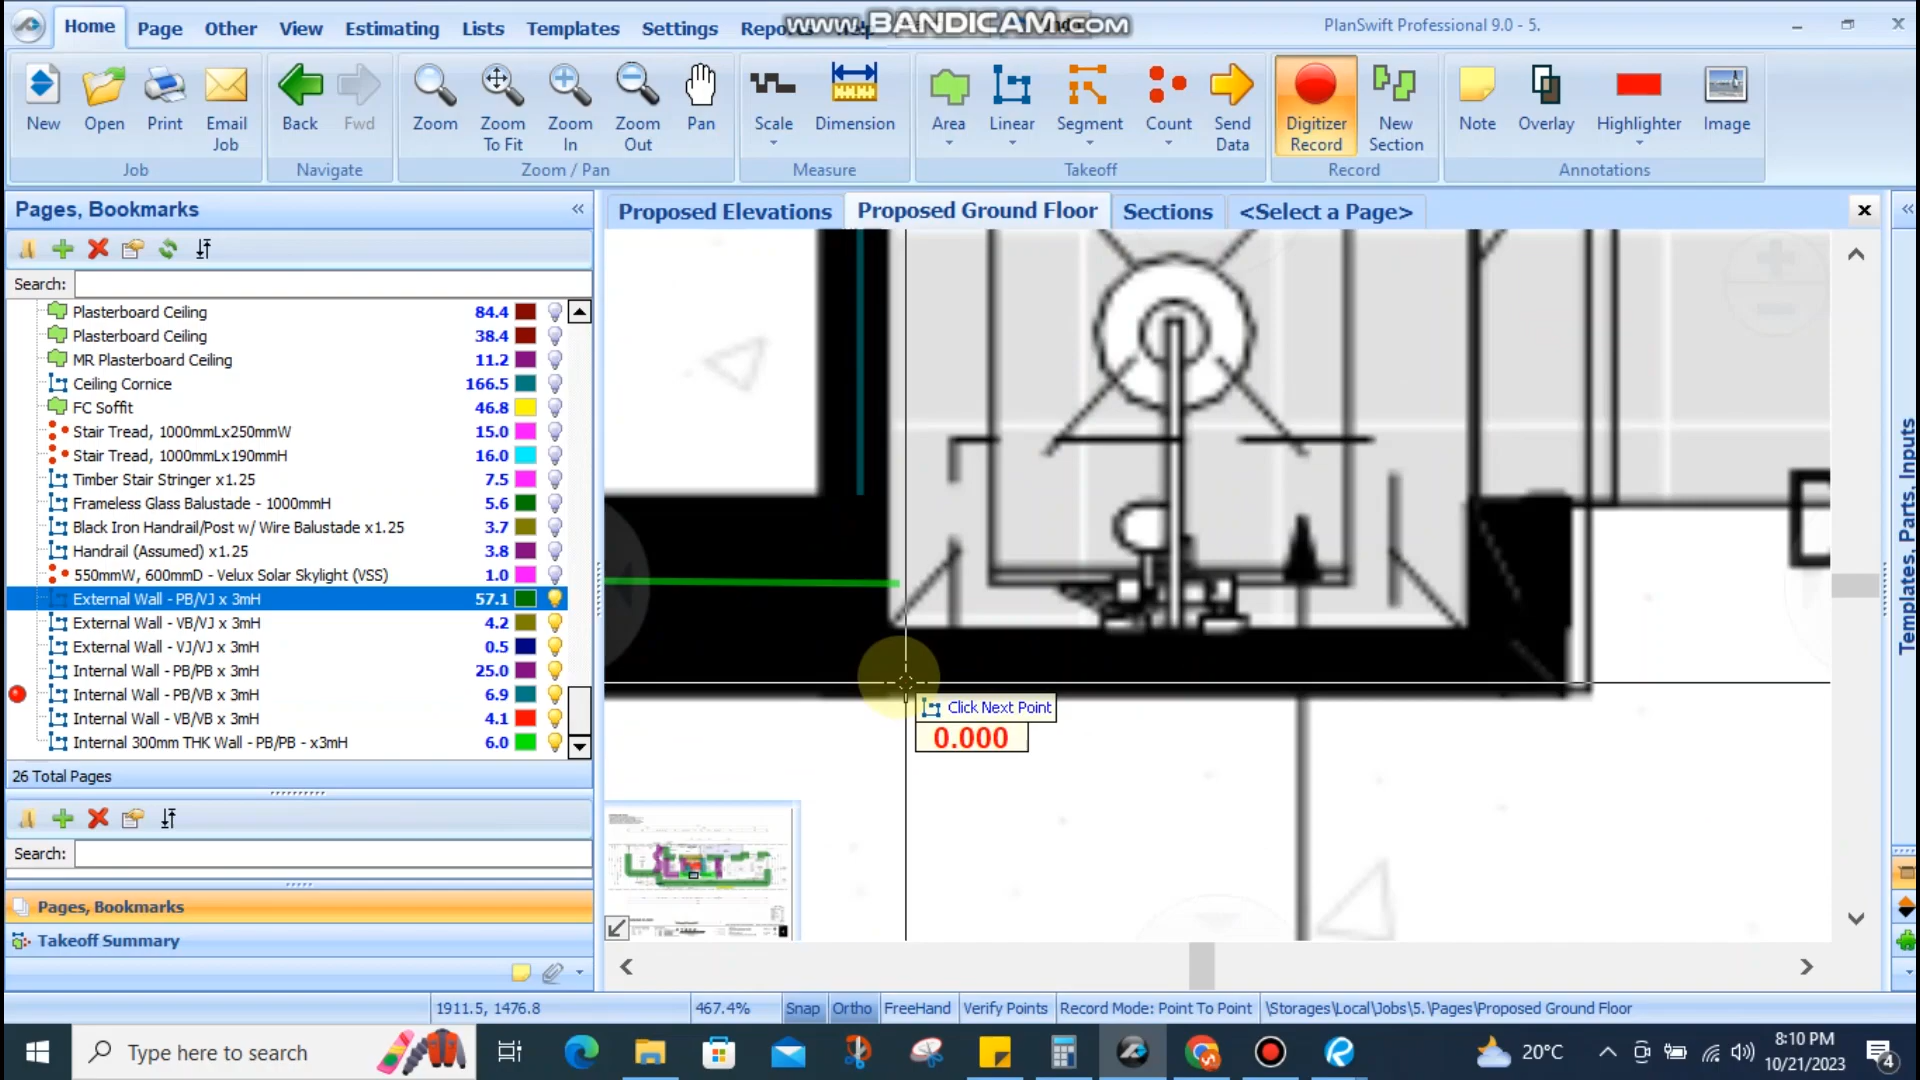 Home Page Other View Estimating Lists Templates Settings Repo
www.BANDICAM.com
PlanSwift Professional 9.0 - 5.
New Open Print Email Job
Job
Back Fwd
Navigate
Zoom Zoom To Fit Zoom In Zoom Out Pan
Zoom / Pan
Scale Dimension
Measure
Area Linear Segment Count Send Data
Takeoff
Digitizer Record New Section
Record
Note Overlay Highlighter Image
Annotations
Pages, Bookmarks
Proposed Elevations Proposed Ground Floor Sections <Select a Page>
Search:
Plasterboard Ceiling 84.4
Plasterboard Ceiling 38.4
MR Plasterboard Ceiling 11.2
Ceiling Cornice 166.5
FC Soffit 46.8
Stair Tread, 1000mmLx250mmW 15.0
Stair Tread, 1000mmLx190mmH 16.0
Timber Stair Stringer x1.25 7.5
Frameless Glass Balustade - 1000mmH 5.6
Black Iron Handrail/Post w/ Wire Balustade x1.25 3.7
Handrail (Assumed) x1.25 3.8
550mmW, 600mmD - Velux Solar Skylight (VSS) 1.0
External Wall - PB/VJ x 3mH 57.1
External Wall - VB/VJ x 3mH 4.2
External Wall - VJ/VJ x 3mH 0.5
Internal Wall - PB/PB x 3mH 25.0
Internal Wall - PB/VB x 3mH 6.9
Internal Wall - VB/VB x 3mH 4.1
Internal 300mm THK Wall - PB/PB - x3mH 6.0
26 Total Pages
Search:
Pages, Bookmarks
Takeoff Summary
Click Next Point
0.000
Templates, Parts, Inputs
1911.5, 1476.8
467.4% Snap Ortho FreeHand Verify Points Record Mode: Point To Point \Storages\Local\Jobs\5.\Pages\Proposed Ground Floor
Type here to search
20°C
8:10 PM
10/21/2023
4